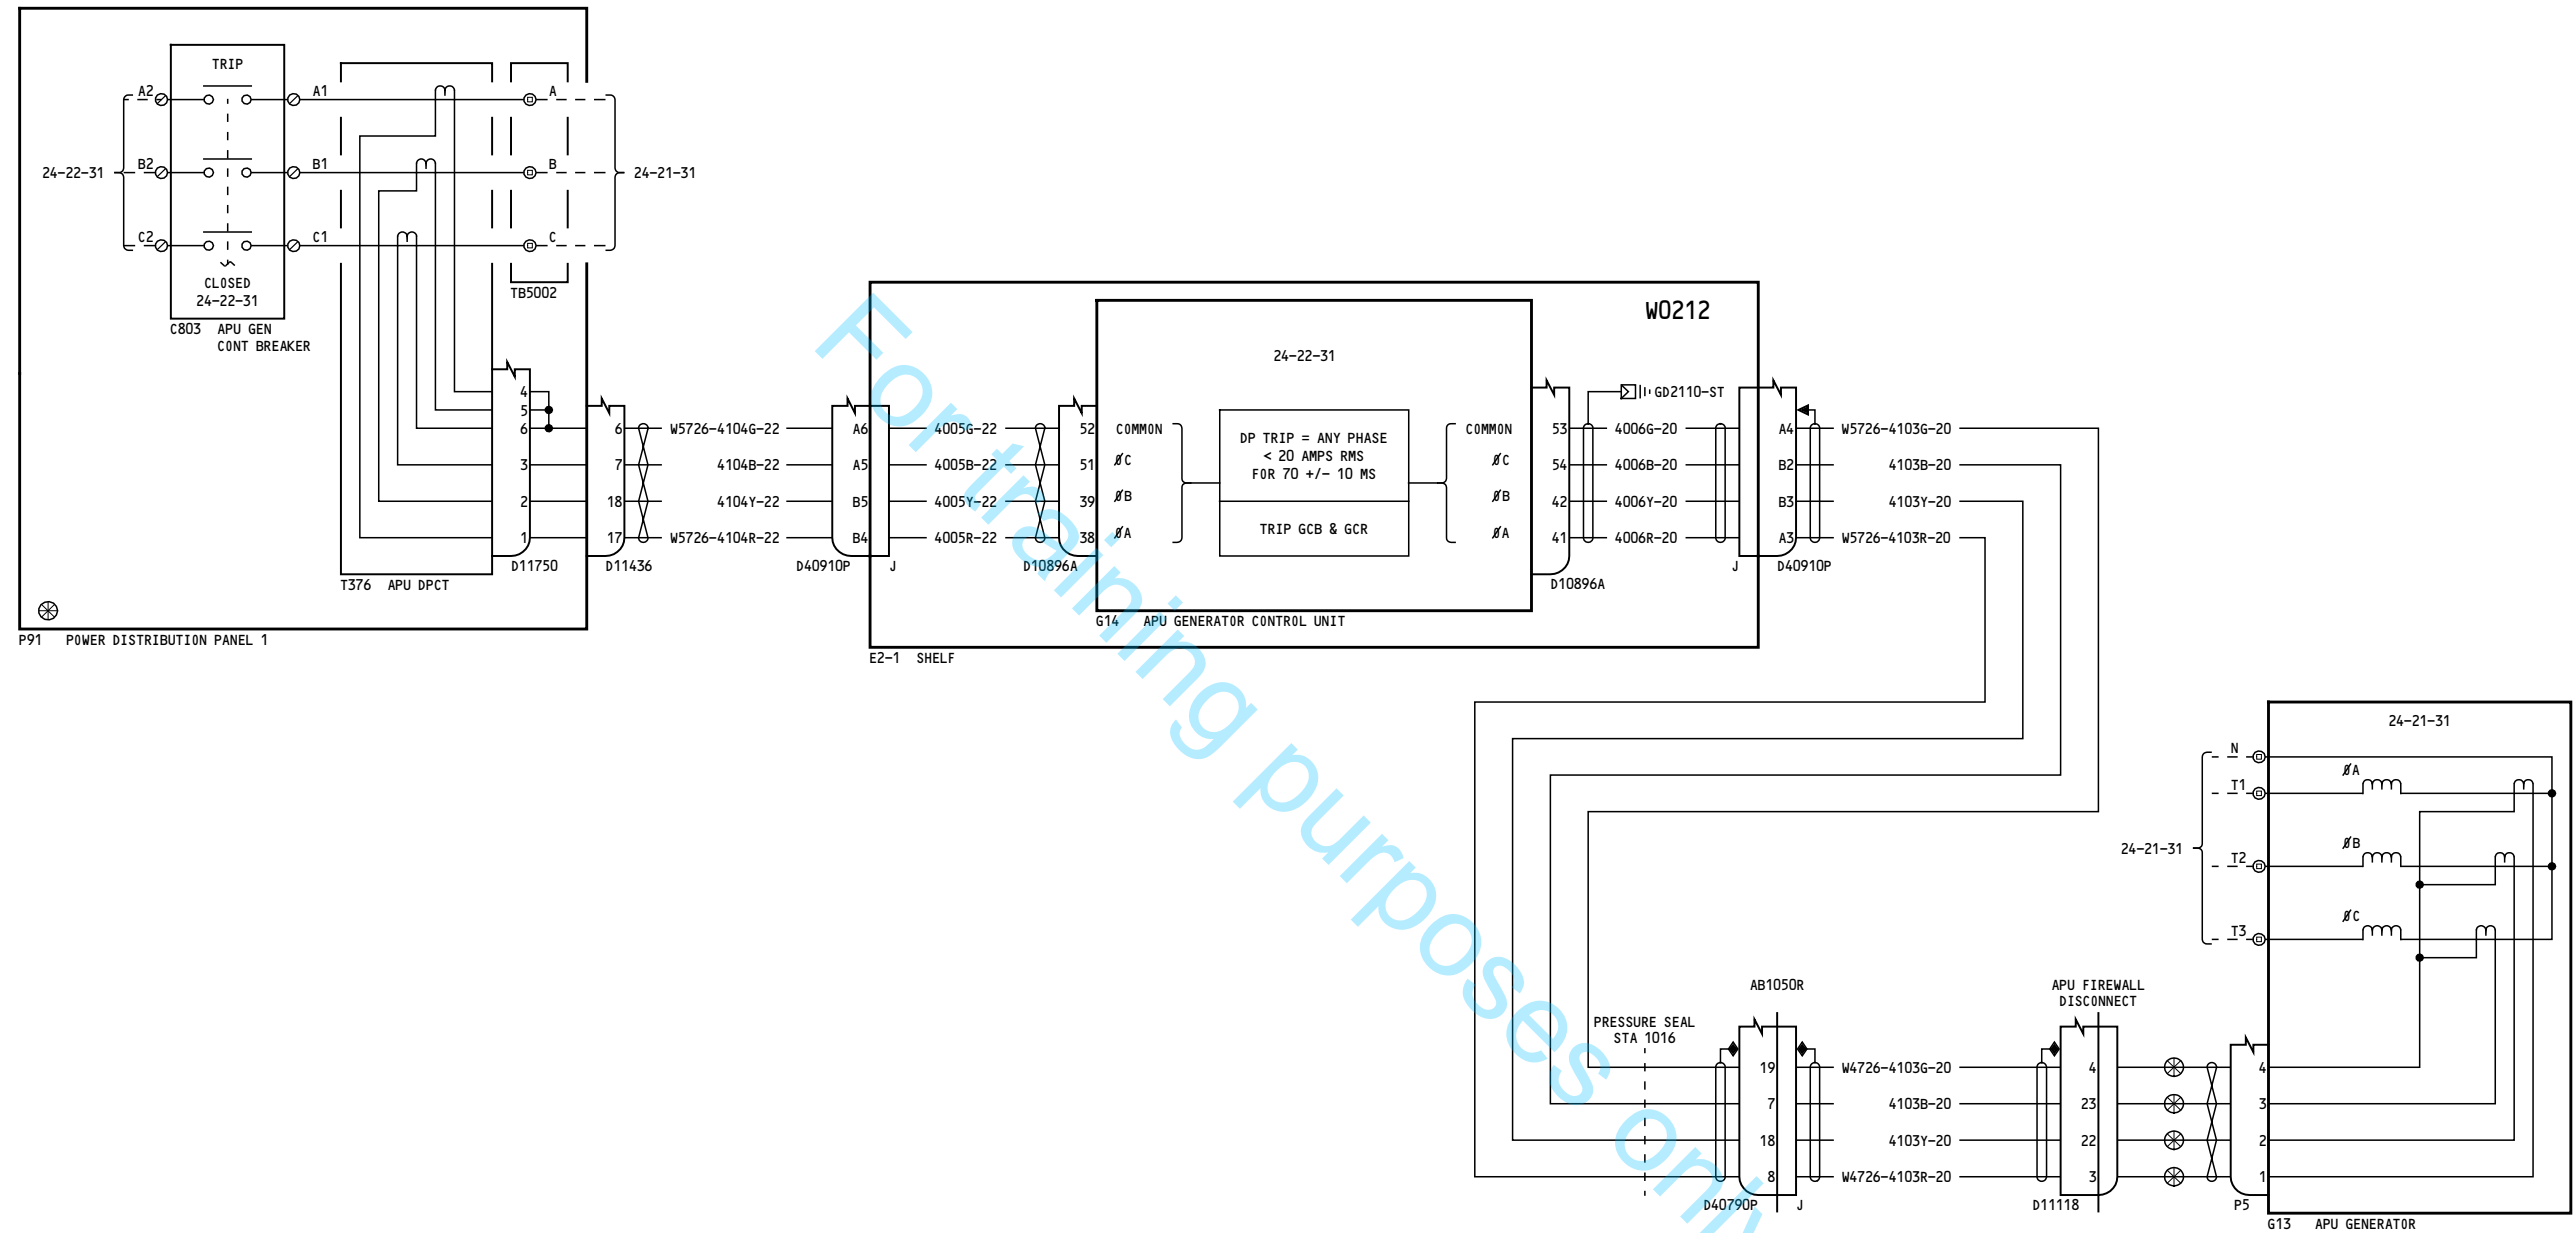 TRIP
A2
A1
A
B2
B1
B
24-22-31
24-21-31
C2
C1
C
CLOSED
24-22-31
TB5002
C803 APU GEN
CONT BREAKER
4
5
6
3
2
1
D11750
T376 APU DPCT
6
7
18
17
D11436
P91 POWER DISTRIBUTION PANEL 1
W5726-4104G-22
4104B-22
4104Y-22
W5726-4104R-22
A6
A5
B5
B4
D40910P J
4005G-22
4005B-22
4005Y-22
4005R-22
52
51
39
38
D10896A
W0212
24-22-31
COMMON
ØC
ØB
ØA
DP TRIP = ANY PHASE
< 20 AMPS RMS
FOR 70 +/- 10 MS
TRIP GCB & GCR
COMMON
ØC
ØB
ØA
53
54
42
41
D10896A
G14 APU GENERATOR CONTROL UNIT
E2-1 SHELF
GD2110-ST
4006G-20
4006B-20
4006Y-20
4006R-20
A4
B2
B3
A3
J D40910P
W5726-4103G-20
4103B-20
4103Y-20
W5726-4103R-20
24-21-31
N
ØA
T1
ØB
T2
24-21-31
ØC
T3
AB1050R
PRESSURE SEAL
STA 1016
19
7
18
8
D40790P J
W4726-4103G-20
4103B-20
4103Y-20
W4726-4103R-20
APU FIREWALL
DISCONNECT
4
23
22
3
D11118
4
3
2
1
P5
G13 APU GENERATOR
For training purposes only